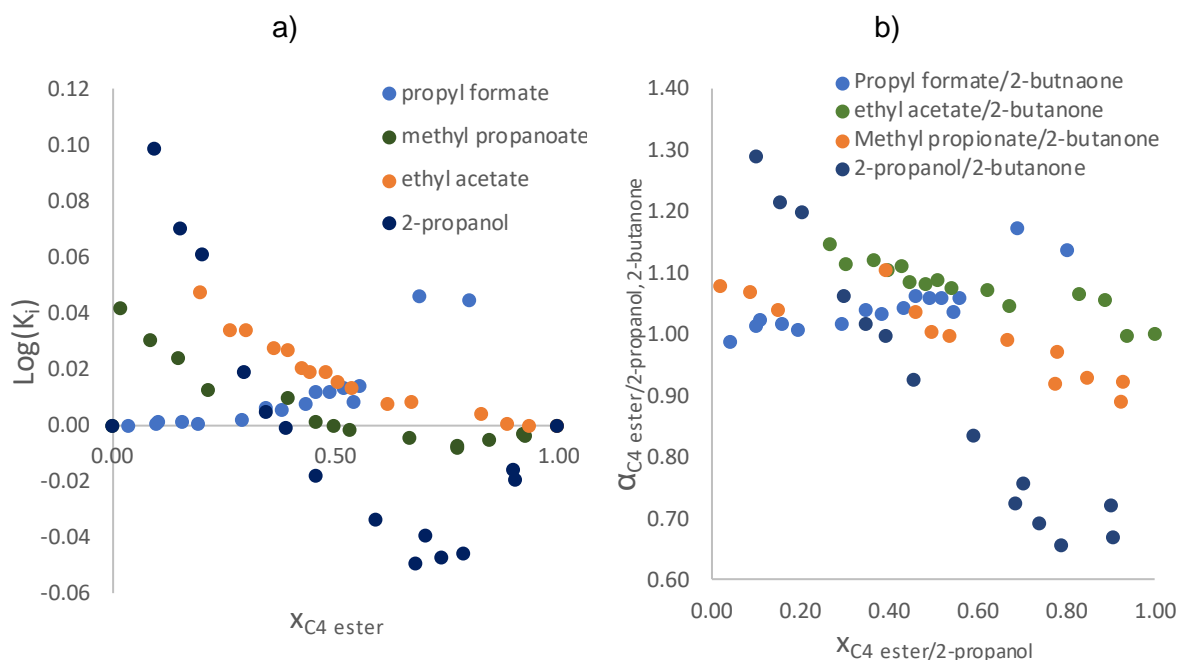 a)
0.12
0.10
0.08
0.06
0.04
0.02
0.00
-0.02
-0.04
-0.06
Log(Ki)
0.00
0.50
1.00
xC4 ester
propyl formate
methyl propanoate
ethyl acetate
2-propanol
b)
1.40
1.30
1.20
1.10
1.00
0.90
0.80
0.70
0.60
αC4 ester/2-propanol, 2-butanone
0.00
0.20
0.40
0.60
0.80
1.00
xC4 ester/2-propanol
Propyl formate/2-butnaone
ethyl acetate/2-butanone
Methyl propionate/2-butanone
2-propanol/2-butanone